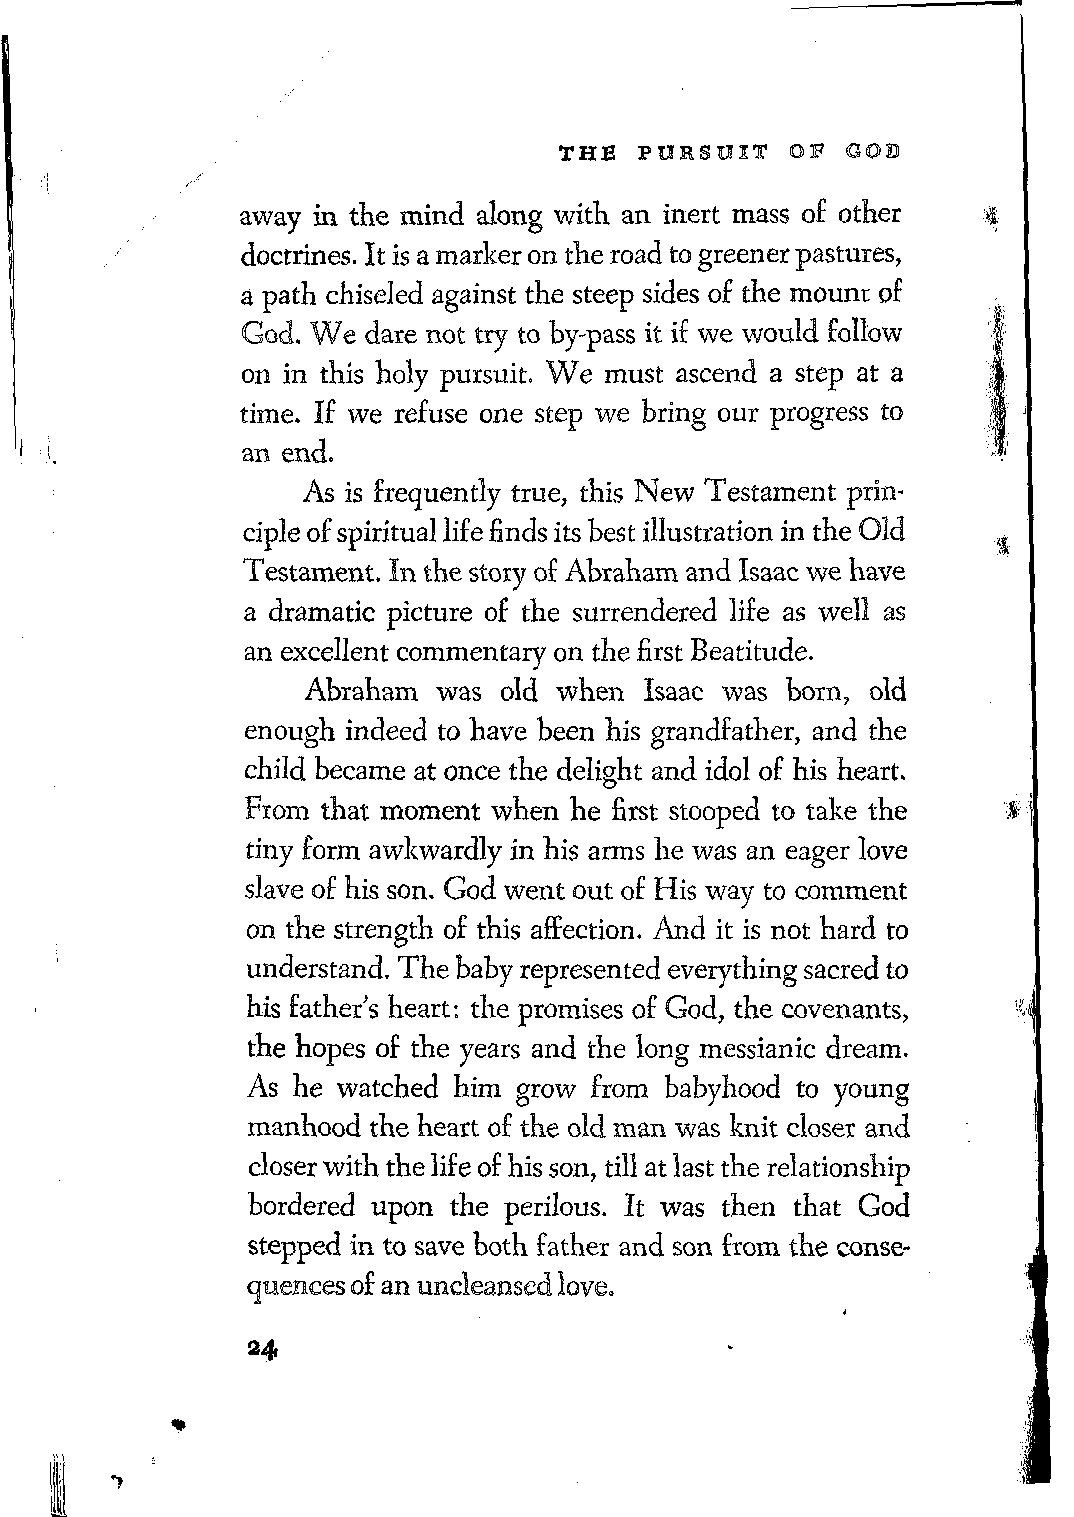 THE PURSUIT OF GOD
away in the mind along with an inert mass of other
doctrines. It is a marker on the road to greener pastures,
a path chiseled against the steep sides of the mount of
God. We dare not try to by-pass it if we would follow
on in this holy pursuit. We must ascend a step at a
time. If we refuse one step we bring our progress to
an end.
As is frequently true, this New Testament prin-
ciple of spiritual life finds its best illustration in the Old
Testament. In the story of Abraham and Isaac we have
a dramatic picture of the surrendered life as well as
an excellent commentary on the first Beatitude.
Abraham was old when Isaac was born, old
enough indeed to have been his grandfather, and the
child became at once the delight and idol of his heart.
From that moment when he first stooped to take the
tiny form awkwardly in his arms he was an eager love
slave of his son. God went out of His way to comment
on the strength of this affection. And it is not hard to
understand. The baby represented everything sacred to
his father's heart: the promises of God, the covenants,
the hopes of the years and the long messianic dream.
As he watched him grow from babyhood to young
manhood the heart of the old man was knit closer and
closer with the life of his son, till at last the relationship
bordered upon the perilous. It was then that God
stepped in to save both father and son from the conse-
quences of an uncleansed love.
24